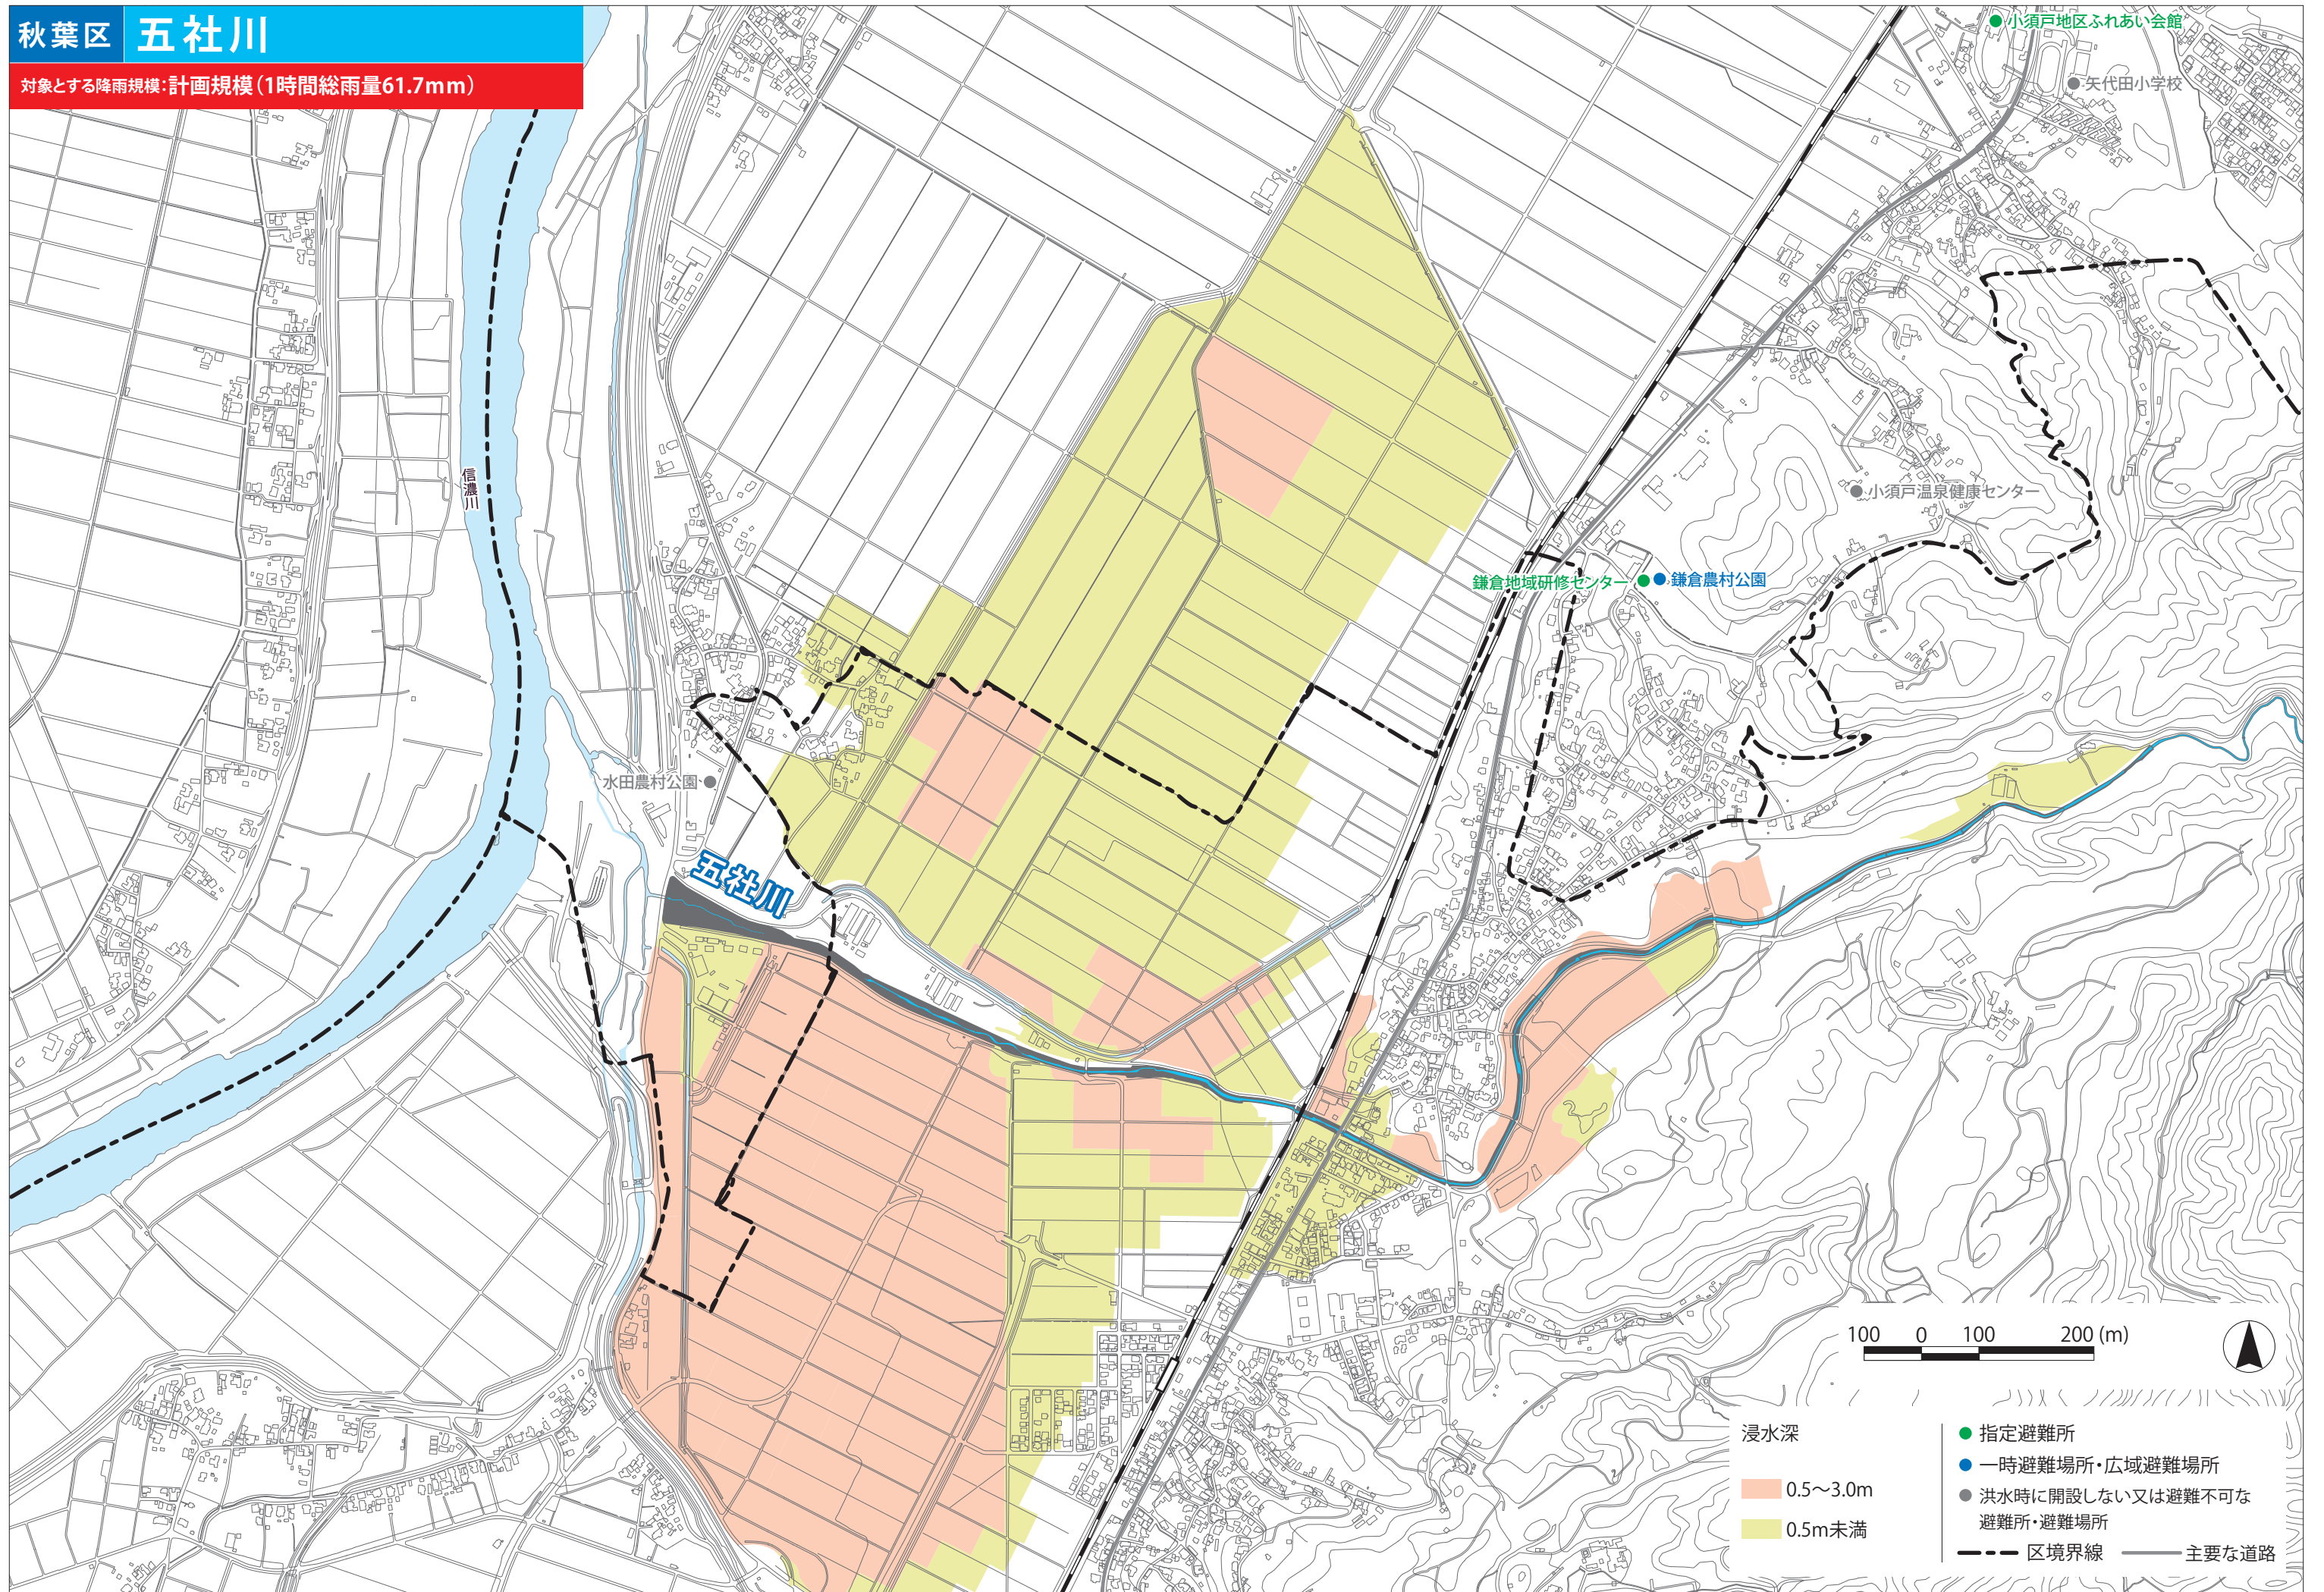 秋葉区 五社川
対象とする降雨規模：計画規模（1時間総雨量61.7mm）
小須戸地区ふれあい会館
矢代田小学校
信濃川
小須戸温泉健康センター
鎌倉地域研修センター
鎌倉農村公園
水田農村公園
五社川
100 0 100 200 (m)
浸水深
0.5～3.0m
0.5m未満
指定避難所
一時避難場所・広域避難場所
洪水時に開設しない又は避難不可な
避難所・避難場所
区境界線 主要な道路